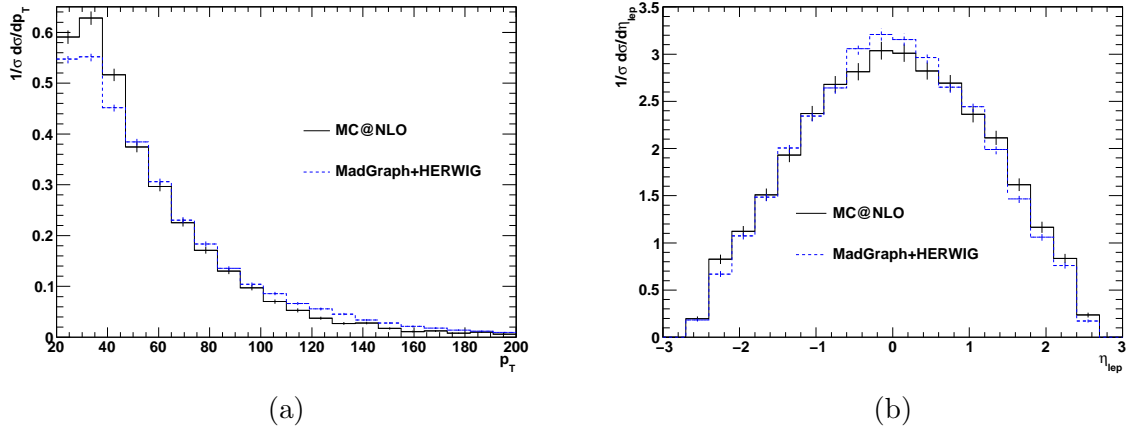 1/σ dσ/dp_T
0.6
0.5
0.4
0.3
0.2
0.1
0
20 40 60 80 100 120 140 160 180 200
p_T
MC@NLO
MadGraph+HERWIG
(a)
1/σ dσ/dη_lep
3.5
3
2.5
2
1.5
1
0.5
0
−3 −2 −1 0 1 2 3
η_lep
MC@NLO
MadGraph+HERWIG
(b)